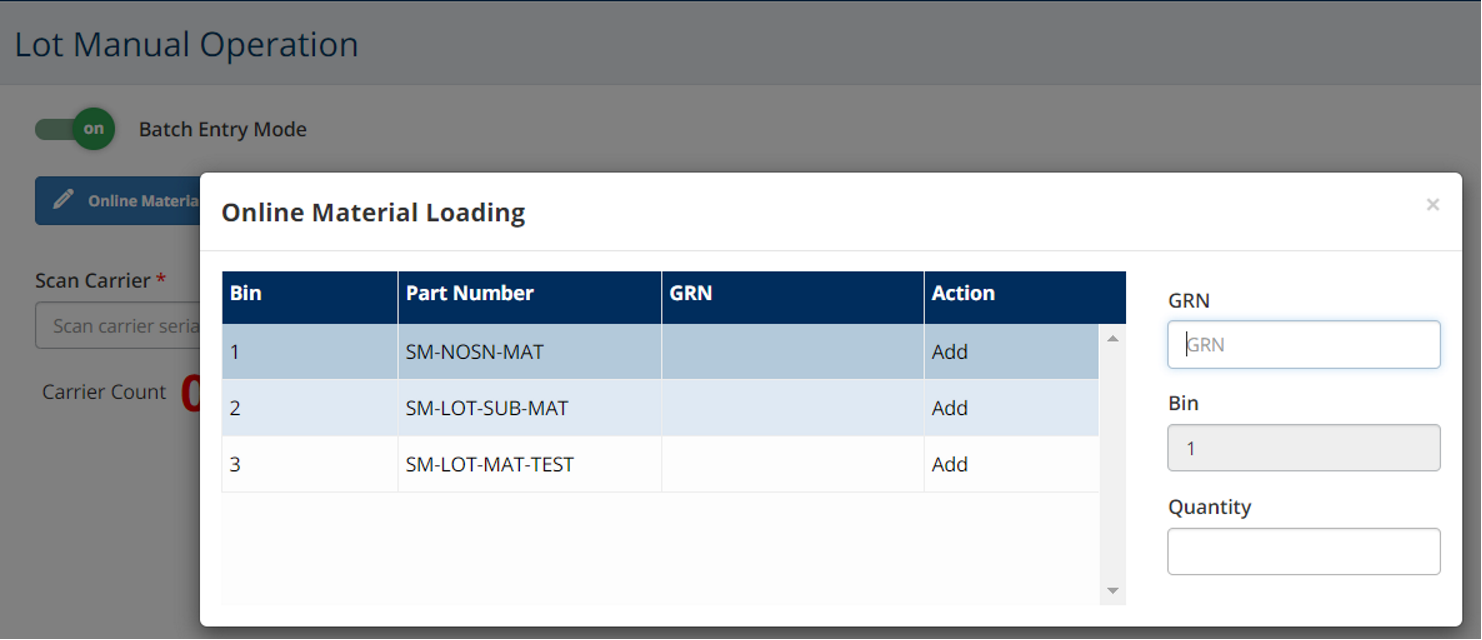 Lot Manual Operation
on Batch Entry Mode
Online Materia
Scan Carrier *
Scan carrier seria
Carrier Count 0
Online Material Loading
×
Bin Part Number GRN Action
1 SM-NOSN-MAT Add
2 SM-LOT-SUB-MAT Add
3 SM-LOT-MAT-TEST Add
GRN
GRN
Bin
1
Quantity